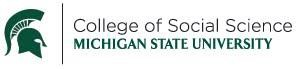 College of Social Science
MICHIGAN STATE UNIVERSITY